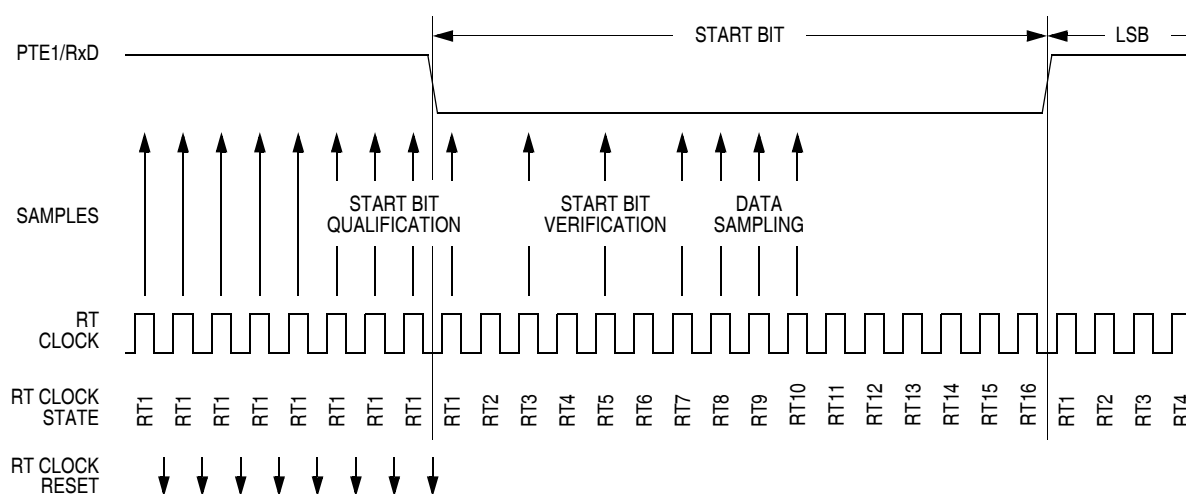 START BIT
LSB
PTE1/RxD
SAMPLES
START BIT
QUALIFICATION
START BIT
VERIFICATION
DATA
SAMPLING
RT
CLOCK
RT CLOCK
STATE
RT1 RT1 RT1 RT1 RT1 RT1 RT1 RT1 RT1 RT2 RT3 RT4 RT5 RT6 RT7 RT8 RT9 RT10 RT11 RT12 RT13 RT14 RT15 RT16 RT1 RT2 RT3 RT4
RT CLOCK
RESET